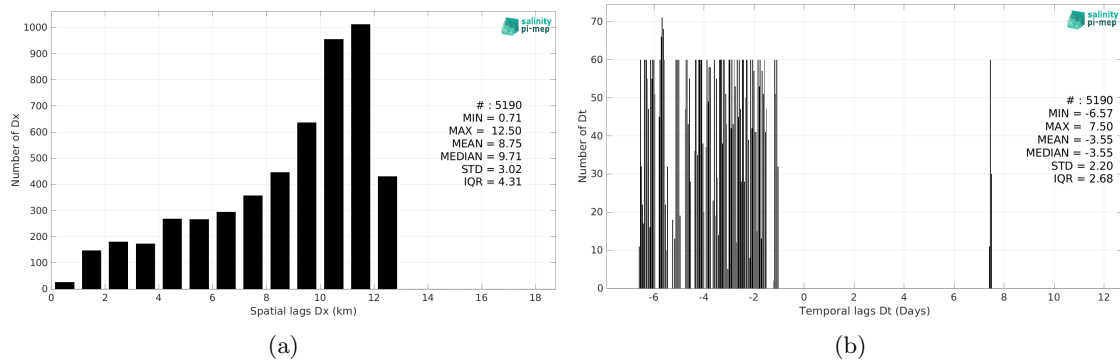 1000
900
800
700
600
500
400
300
200
100
0
Number of Dx
0 2 4 6 8 10 12 14 16 18
Spatial lags Dx (km)
salinity
pi-mep
# : 5190
MIN = 0.71
MAX = 12.50
MEAN = 8.75
MEDIAN = 9.71
STD = 3.02
IQR = 4.31
(a)
70
60
50
40
30
20
10
0
Number of Dt
-6 -4 -2 0 2 4 6 8 10 12
Temporal lags Dt (Days)
salinity
pi-mep
# : 5190
MIN = -6.57
MAX = 7.50
MEAN = -3.55
MEDIAN = -3.55
STD = 2.20
IQR = 2.68
(b)